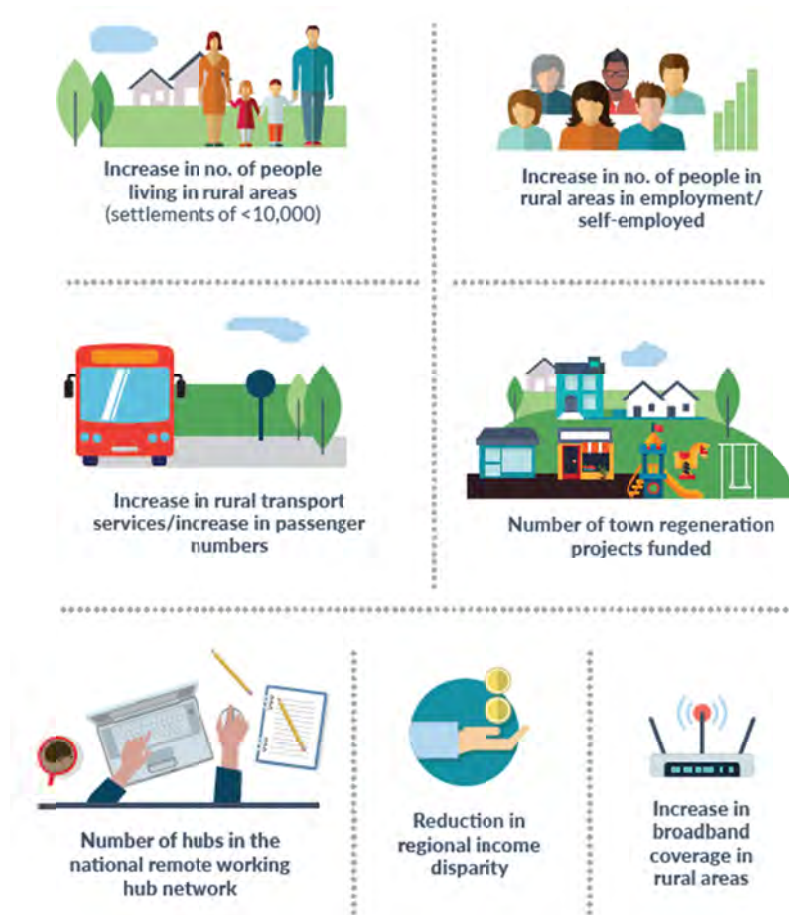 Increase in no. of people
living in rural areas
(settlements of <10,000)
Increase in no. of people in
rural areas in employment/
self-employed
Increase in rural transport
services/increase in passenger
numbers
Number of town regeneration
projects funded
Number of hubs in the
national remote working
hub network
Reduction in
regional income
disparity
Increase in
broadband
coverage in
rural areas